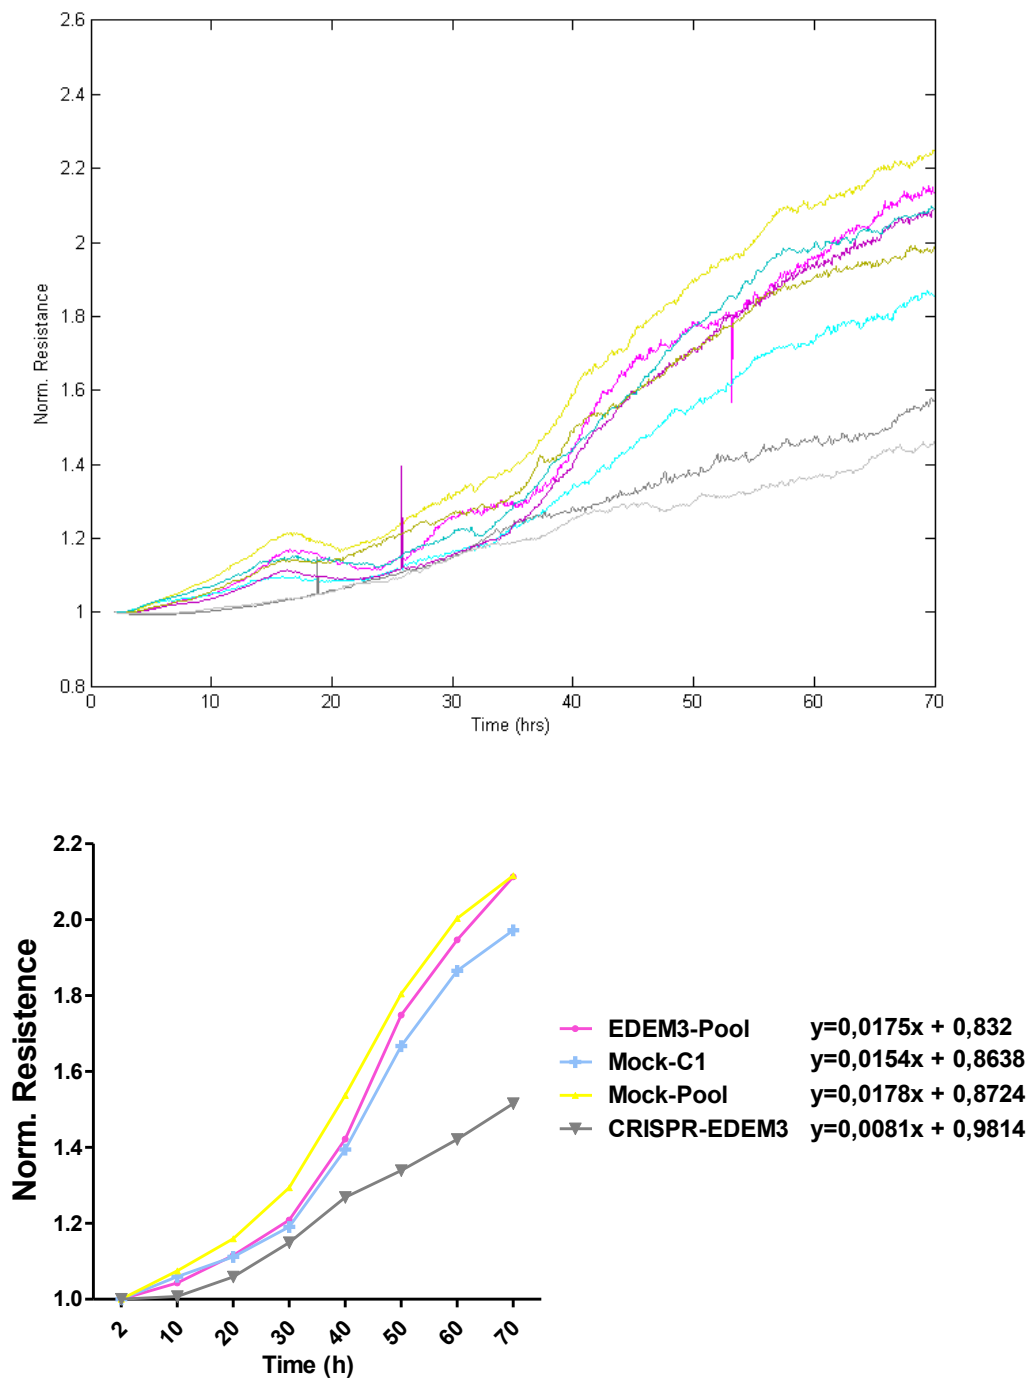 2.6
2.4
2.2
2
1.8
1.6
1.4
1.2
1
0.8
Norm. Resistance
0 10 20 30 40 50 60 70
Time (hrs)
2.2
2.0
1.8
1.6
1.4
1.2
1.0
Norm. Resistence
2 10 20 30 40 50 60 70
Time (h)
EDEM3-Pool y=0,0175x + 0,832
Mock-C1 y=0,0154x + 0,8638
Mock-Pool y=0,0178x + 0,8724
CRISPR-EDEM3 y=0,0081x + 0,9814